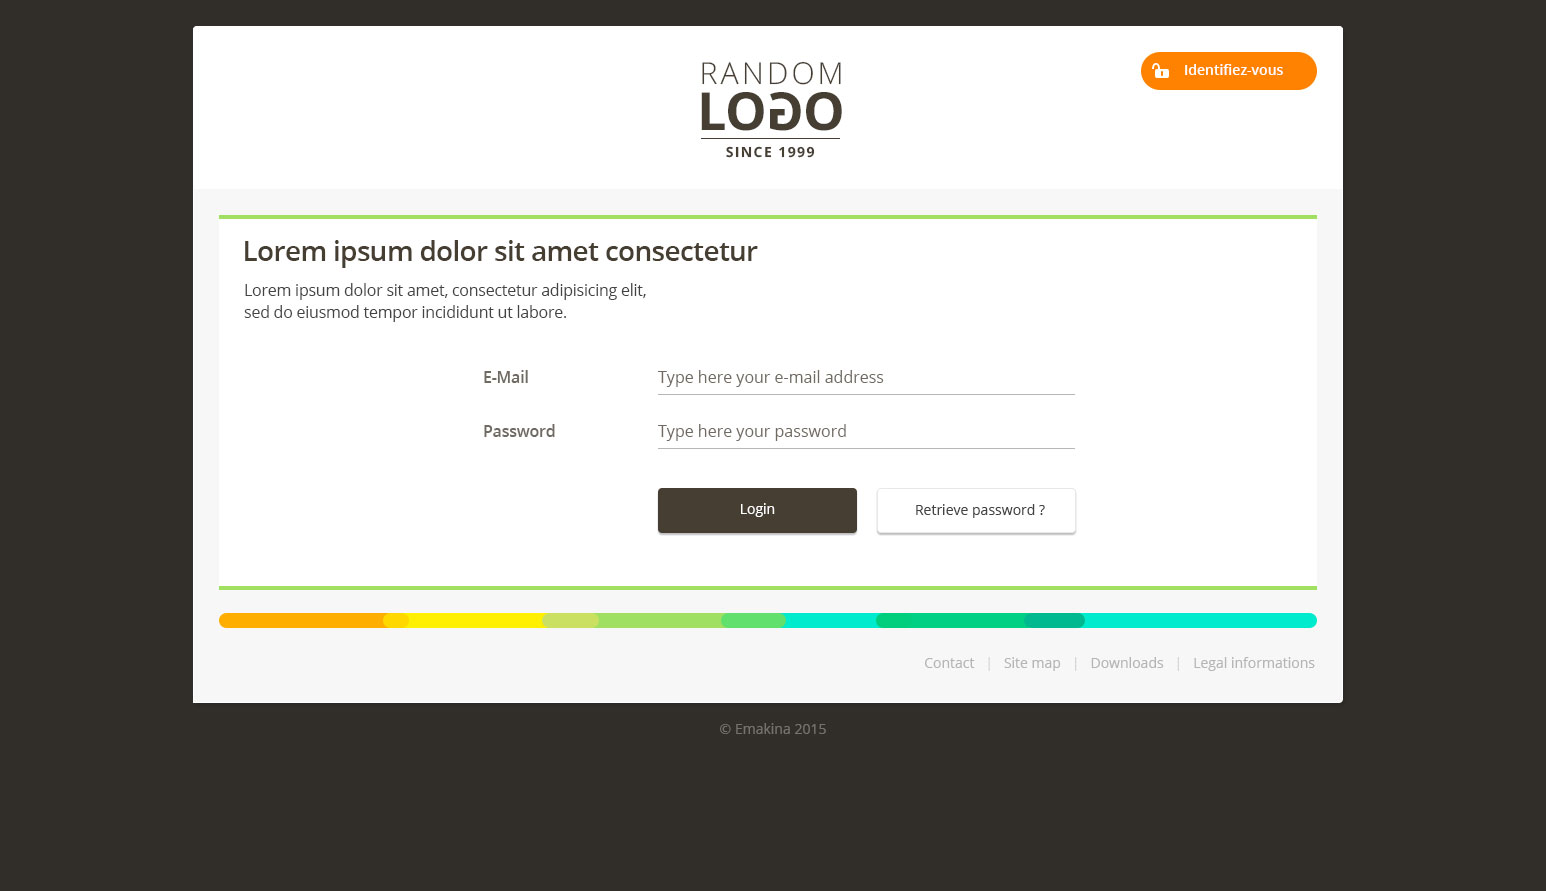 RANDOM
LOGO
SINCE 1999
Identifiez-vous
Lorem ipsum dolor sit amet consectetur
Lorem ipsum dolor sit amet, consectetur adipisicing elit,
sed do eiusmod tempor incididunt ut labore.
E-Mail
Type here your e-mail address
Password
Type here your password
Login
Retrieve password ?
Contact | Site map | Downloads | Legal informations
© Emakina 2015